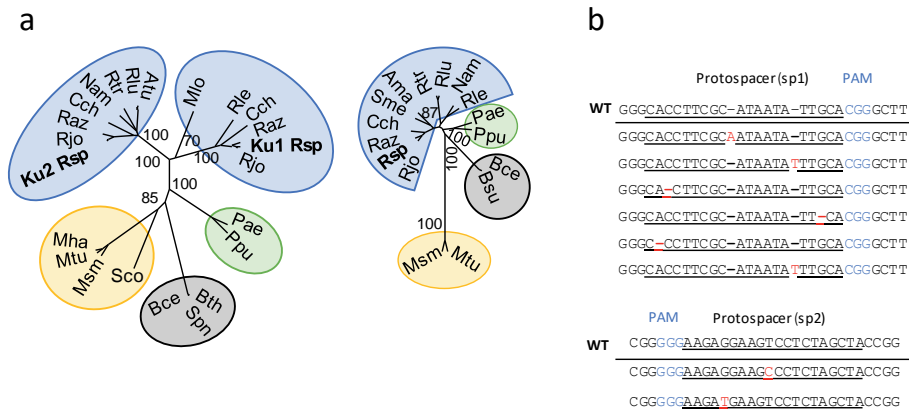 a
b
Ku2 Rsp
Rjo
Raz
Cch
Nam
Rtr
Rlu
Atu
Mlo
Rle
Cch
Raz
Ku1 Rsp
Rjo
100
70
100
100
100
85
Mha
Mtu
Msm
Sco
Bce
Spn
Bth
Pae
Ppu
Rjo
Rsp
Raz
Cch
Sme
Ama
Rtr
Rlu
Nam
Rle
87
Pae
Ppu
100
100
Bce
Bsu
100
Msm
Mtu
Protospacer (sp1)
PAM
WT
GGGCACCTTCGC-ATAATA-TTGCACGGGCTT
GGGCACCTTCGCAATAATA-TTGCACGGGCTT
GGGCACCTTCGC-ATAATATTTGCACGGGCTT
GGGCA-CTTCGC-ATAATA-TTGCACGGGCTT
GGGCACCTTCGC-ATAATA-TT-CACGGGCTT
GGGC-CCTTCGC-ATAATA-TTGCACGGGCTT
GGGCACCTTCGC-ATAATATTTGCACGGGCTT
PAM
Protospacer (sp2)
WT
CGGGGGAAGAGGAAGTCCTCTAGCTACCGG
CGGGGGAAGAGGAAGCCCTCTAGCTACCGG
CGGGGGAAGATGAAGTCCTCTAGCTACCGG